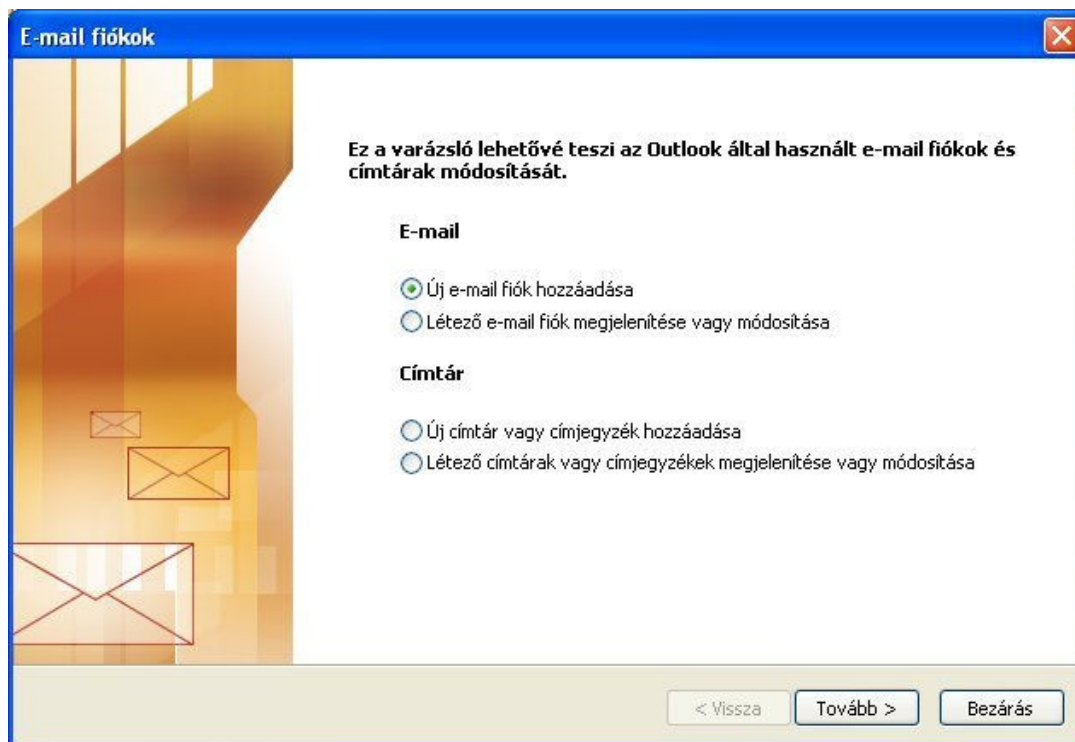 E-mail fiókok
Ez a varázsló lehetővé teszi az Outlook által használt e-mail fiókok és
címtárak módosítását.
E-mail
Új e-mail fiók hozzáadása
Létező e-mail fiók megjelenítése vagy módosítása
Címtár
Új címtár vagy címjegyzék hozzáadása
Létező címtárak vagy címjegyzékek megjelenítése vagy módosítása
< Vissza Tovább > Bezárás